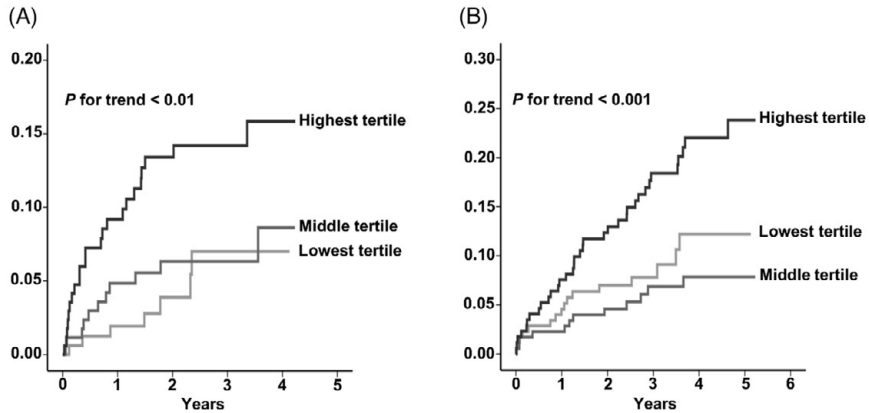 (A)
0.20
P for trend < 0.01
Highest tertile
0.15
0.10
Middle tertile
Lowest tertile
0.05
0.00
0 1 2 3 4 5
Years
(B)
0.30
P for trend < 0.001
0.25
Highest tertile
0.20
0.15
Lowest tertile
0.10
Middle tertile
0.05
0.00
0 1 2 3 4 5 6
Years